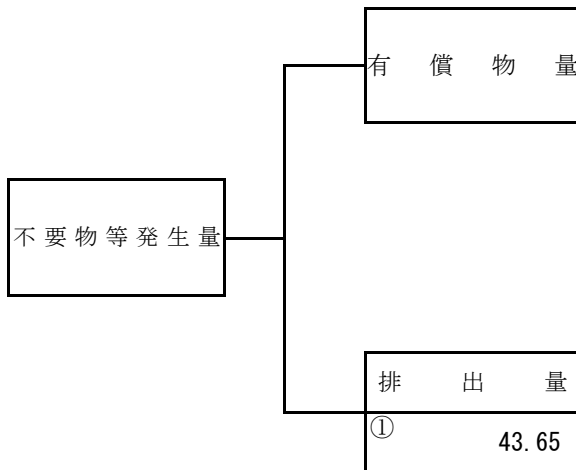 有償物量
不要物等発生量
排出量
①
43.65